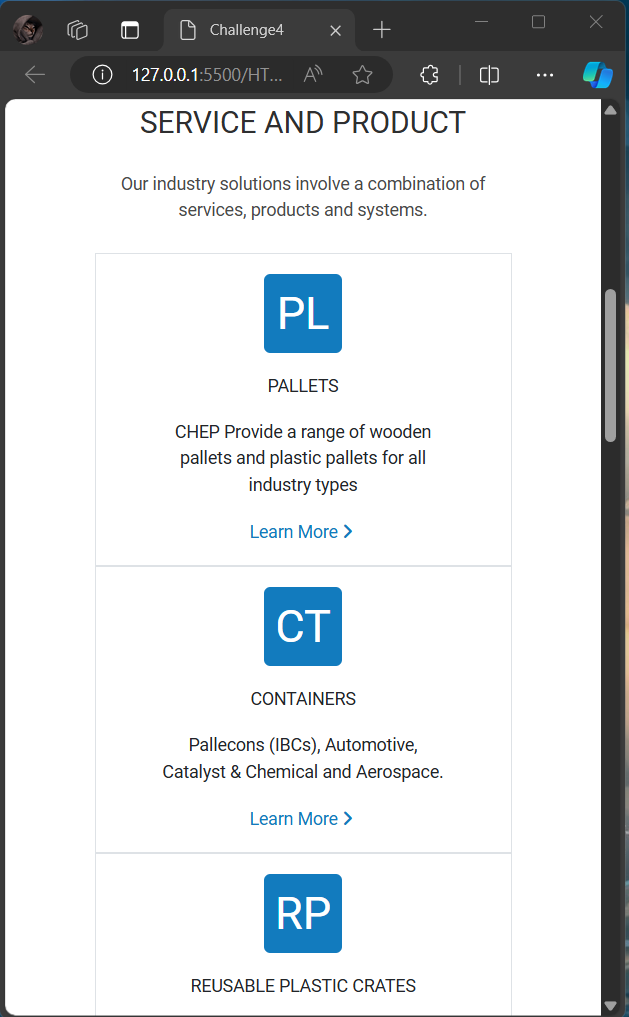 Challenge4
127.0.0.1:5500/HT...
SERVICE AND PRODUCT
Our industry solutions involve a combination of
services, products and systems.
PL
PALLETS
CHEP Provide a range of wooden
pallets and plastic pallets for all
industry types
Learn More
CT
CONTAINERS
Pallecons (IBCs), Automotive,
Catalyst & Chemical and Aerospace.
Learn More
RP
REUSABLE PLASTIC CRATES